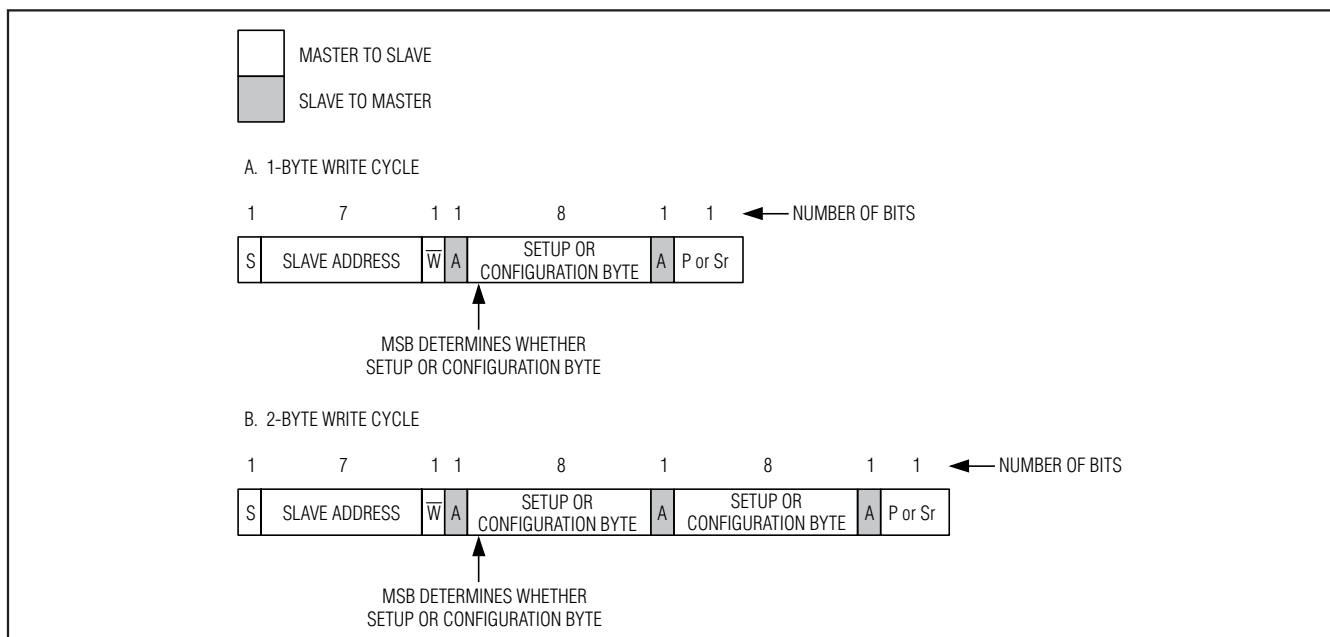 MASTER TO SLAVE
SLAVE TO MASTER
A. 1-BYTE WRITE CYCLE
1 7 1 1 8 1 1 NUMBER OF BITS
S SLAVE ADDRESS W̅ A SETUP OR CONFIGURATION BYTE A P or Sr
MSB DETERMINES WHETHER
SETUP OR CONFIGURATION BYTE
B. 2-BYTE WRITE CYCLE
1 7 1 1 8 1 8 1 1 NUMBER OF BITS
S SLAVE ADDRESS W̅ A SETUP OR CONFIGURATION BYTE A SETUP OR CONFIGURATION BYTE A P or Sr
MSB DETERMINES WHETHER
SETUP OR CONFIGURATION BYTE